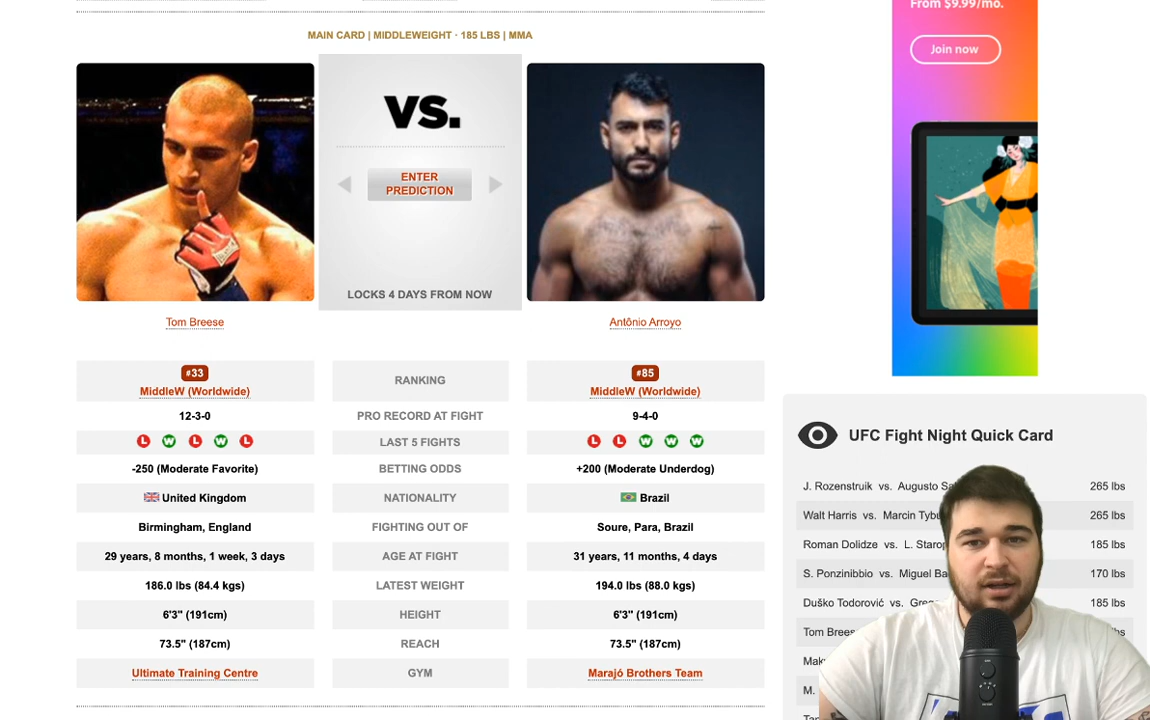 From $9.99/mo.
Join now
MAIN CARD | MIDDLEWEIGHT · 185 LBS | MMA
VS.
ENTER
PREDICTION
LOCKS 4 DAYS FROM NOW
Tom Breese
Antônio Arroyo
#33
MiddleW (Worldwide)
RANKING
#85
MiddleW (Worldwide)
12-3-0 PRO RECORD AT FIGHT 9-4-0
L W L W L LAST 5 FIGHTS L L W W W
-250 (Moderate Favorite) BETTING ODDS +200 (Moderate Underdog)
United Kingdom NATIONALITY Brazil
Birmingham, England FIGHTING OUT OF Soure, Para, Brazil
29 years, 8 months, 1 week, 3 days AGE AT FIGHT 31 years, 11 months, 4 days
186.0 lbs (84.4 kgs) LATEST WEIGHT 194.0 lbs (88.0 kgs)
6'3" (191cm) HEIGHT 6'3" (191cm)
73.5" (187cm) REACH 73.5" (187cm)
Ultimate Training Centre GYM Marajó Brothers Team
UFC Fight Night Quick Card
J. Rozenstruik vs. Augusto 265 lbs
Walt Harris vs. Marcin 265 lbs
Roman Dolidze vs. L. 185 lbs
S. Ponzinibbio vs. Miguel 170 lbs
Duško Todorović vs. 185 lbs
Tom lbs
M.